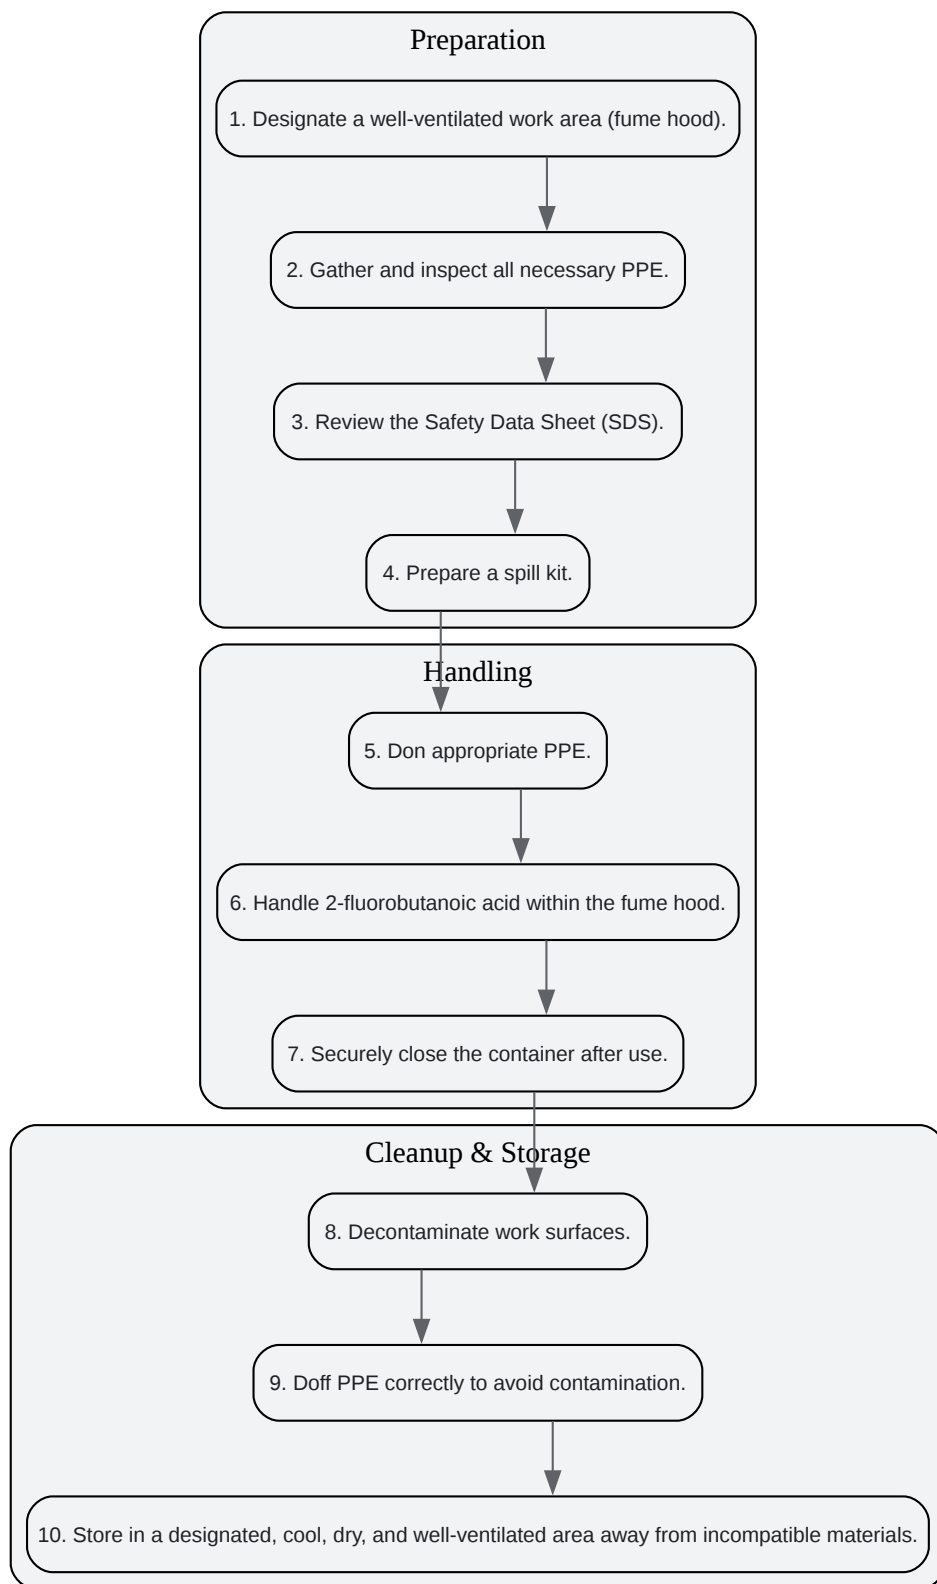 Preparation
1. Designate a well-ventilated work area (fume hood).
2. Gather and inspect all necessary PPE.
3. Review the Safety Data Sheet (SDS).
4. Prepare a spill kit.
Handling
5. Don appropriate PPE.
6. Handle 2-fluorobutanoic acid within the fume hood.
7. Securely close the container after use.
Cleanup & Storage
8. Decontaminate work surfaces.
9. Doff PPE correctly to avoid contamination.
10. Store in a designated, cool, dry, and well-ventilated area away from incompatible materials.